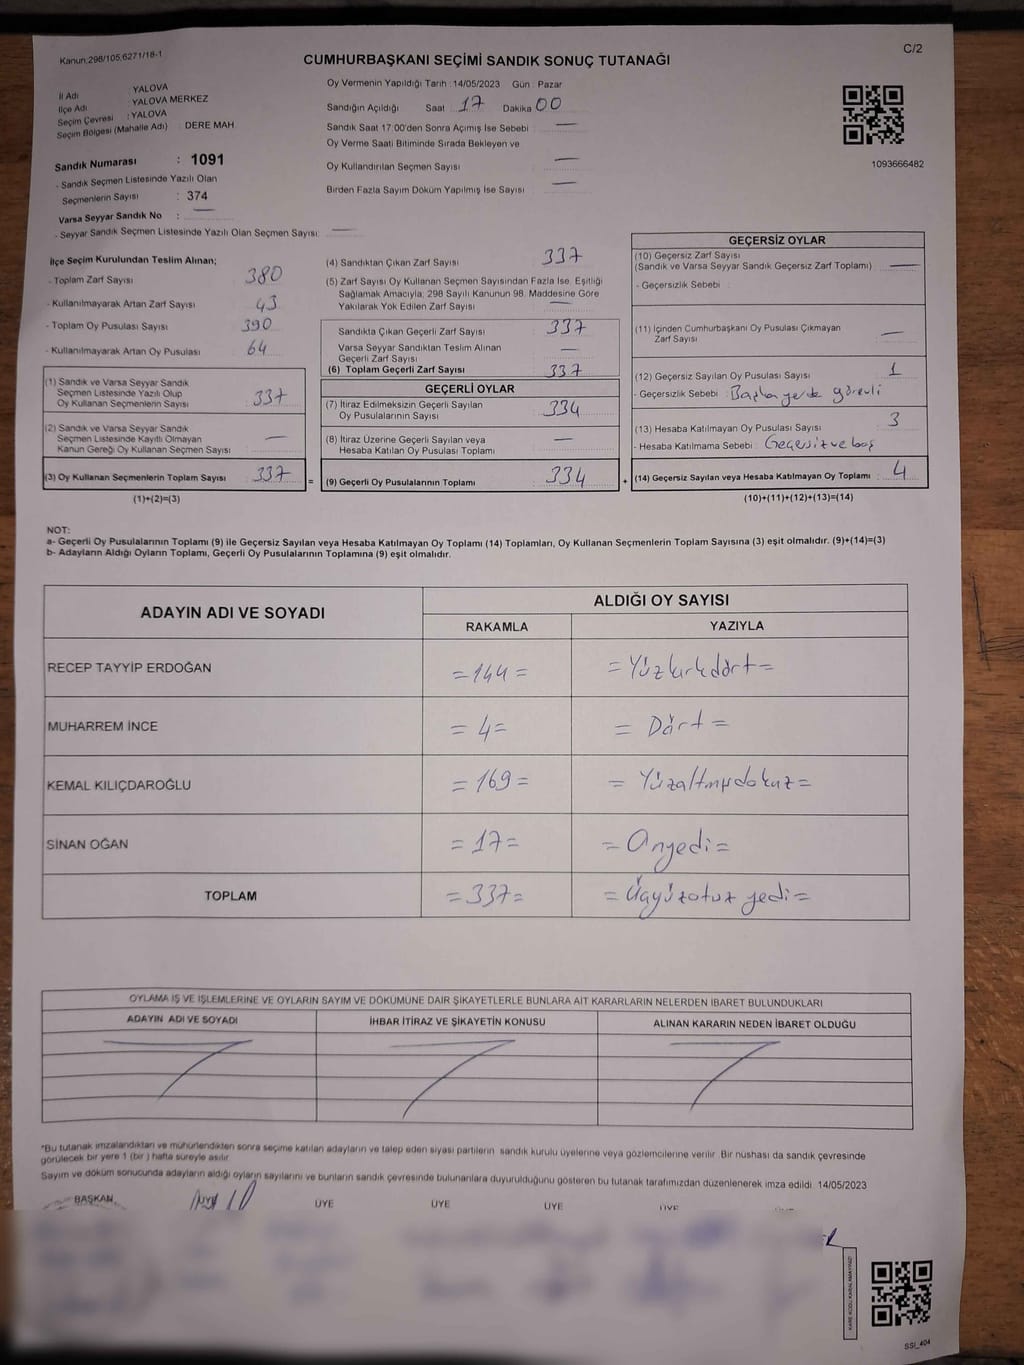 Kanun;298/105,6271/18-1
C/2
CUMHURBAŞKANI SEÇİMİ SANDIK SONUÇ TUTANAĞI
İl Adı : YALOVA
İlçe Adı : YALOVA MERKEZ
Seçim Çevresi : YALOVA
Seçim Bölgesi (Mahalle Adı) DERE MAH
Sandık Numarası : 1091
- Sandık Seçmen Listesinde Yazılı Olan
Seçmenlerin Sayısı : 374
Varsa Seyyar Sandık No :
- Seyyar Sandık Seçmen Listesinde Yazılı Olan Seçmen Sayısı:
Oy Vermenin Yapıldığı Tarih :14/05/2023 Gün : Pazar
Sandığın Açıldığı Saat : 17 Dakika 00
Sandık Saat 17:00'den Sonra Açımış İse Sebebi :
Oy Verme Saati Bitiminde Sırada Bekleyen ve
Oy Kullandırılan Seçmen Sayısı
Birden Fazla Sayım Döküm Yapılmış İse Sayısı
1093666482
İlçe Seçim Kurulundan Teslim Alınan;
- Toplam Zarf Sayısı 380
- Kullanılmayarak Artan Zarf Sayısı 43
- Toplam Oy Pusulası Sayısı 390
- Kullanılmayarak Artan Oy Pusulası 64
(1) Sandık ve Varsa Seyyar Sandık
Seçmen Listesinde Yazılı Olup
Oy Kullanan Seçmenlerin Sayısı 337
(2) Sandık ve Varsa Seyyar Sandık
Seçmen Listesinde Kayıtlı Olmayan
Kanun Gereği Oy Kullanan Seçmen Sayısı
(3) Oy Kullanan Seçmenlerin Toplam Sayısı 337 =
(1)+(2)=(3)
(4) Sandıktan Çıkan Zarf Sayısı 337
(5) Zarf Sayısı Oy Kullanan Seçmen Sayısından Fazla İse, Eşitliği
Sağlamak Amacıyla; 298 Sayılı Kanunun 98. Maddesine Göre
Yakılarak Yok Edilen Zarf Sayısı
Sandıkta Çıkan Geçerli Zarf Sayısı 337
Varsa Seyyar Sandıktan Teslim Alınan
Geçerli Zarf Sayısı
(6) Toplam Geçerli Zarf Sayısı 337
GEÇERLİ OYLAR
(7) İtiraz Edilmeksizin Geçerli Sayılan
Oy Pusulalarının Sayısı 334
(8) İtiraz Üzerine Geçerli Sayılan veya
Hesaba Katılan Oy Pusulası Toplamı
(9) Geçerli Oy Pusulalarının Toplamı 334 +
GEÇERSİZ OYLAR
(10) Geçersiz Zarf Sayısı
(Sandık ve Varsa Seyyar Sandık Geçersiz Zarf Toplamı)
- Geçersizlik Sebebi :
(11) İçinden Cumhurbaşkanı Oy Pusulası Çıkmayan
Zarf Sayısı
(12) Geçersiz Sayılan Oy Pusulası Sayısı 1
- Geçersizlik Sebebi : Başka yerde görevli
(13) Hesaba Katılmayan Oy Pusulası Sayısı 3
- Hesaba Katılmama Sebebi : Geçersiz ve boş
(14) Geçersiz Sayılan veya Hesaba Katılmayan Oy Toplamı : 4
(10)+(11)+(12)+(13)=(14)
NOT:
a- Geçerli Oy Pusulalarının Toplamı (9) ile Geçersiz Sayılan veya Hesaba Katılmayan Oy Toplamı (14) Toplamları, Oy Kullanan Seçmenlerin Toplam Sayısına (3) eşit olmalıdır. (9)+(14)=(3)
b- Adayların Aldığı Oyların Toplamı, Geçerli Oy Pusulalarının Toplamına (9) eşit olmalıdır.
ADAYIN ADI VE SOYADI ALDIĞI OY SAYISI
RAKAMLA YAZIYLA
RECEP TAYYİP ERDOĞAN =144= =Yüzkırkdört=
MUHARREM İNCE =4= =Dört=
KEMAL KILIÇDAROĞLU =169= =Yüzaltmışdokuz=
SİNAN OĞAN =17= =Onyedi=
TOPLAM =337= =Üçyüzotuz yedi=
OYLAMA İŞ VE İŞLEMLERİNE VE OYLARIN SAYIM VE DÖKÜMÜNE DAİR ŞİKAYETLERLE BUNLARA AİT KARARLARIN NELERDEN İBARET BULUNDUKLARI
ADAYIN ADI VE SOYADI İHBAR İTİRAZ VE ŞİKAYETİN KONUSU ALINAN KARARIN NEDEN İBARET OLDUĞU
*Bu tutanak imzalandıktan ve mühürlendikten sonra seçime katılan adayların ve talep eden siyasi partilerin sandık kurulu üyelerine veya gözlemcilerine verilir. Bir nüshası da sandık çevresinde
görülecek bir yere 1 (bir) hafta süreyle asılır.
Sayım ve döküm sonucunda adayların aldığı oyların sayılarını ve bunların sandık çevresinde bulunanlara duyurulduğunu gösteren bu tutanak tarafımızdan düzenlenerek imza edildi. 14/05/2023
BAŞKAN ÜYE ÜYE ÜYE ÜYE
KARE KODU KARALAMAYINIZ!
SSI_404